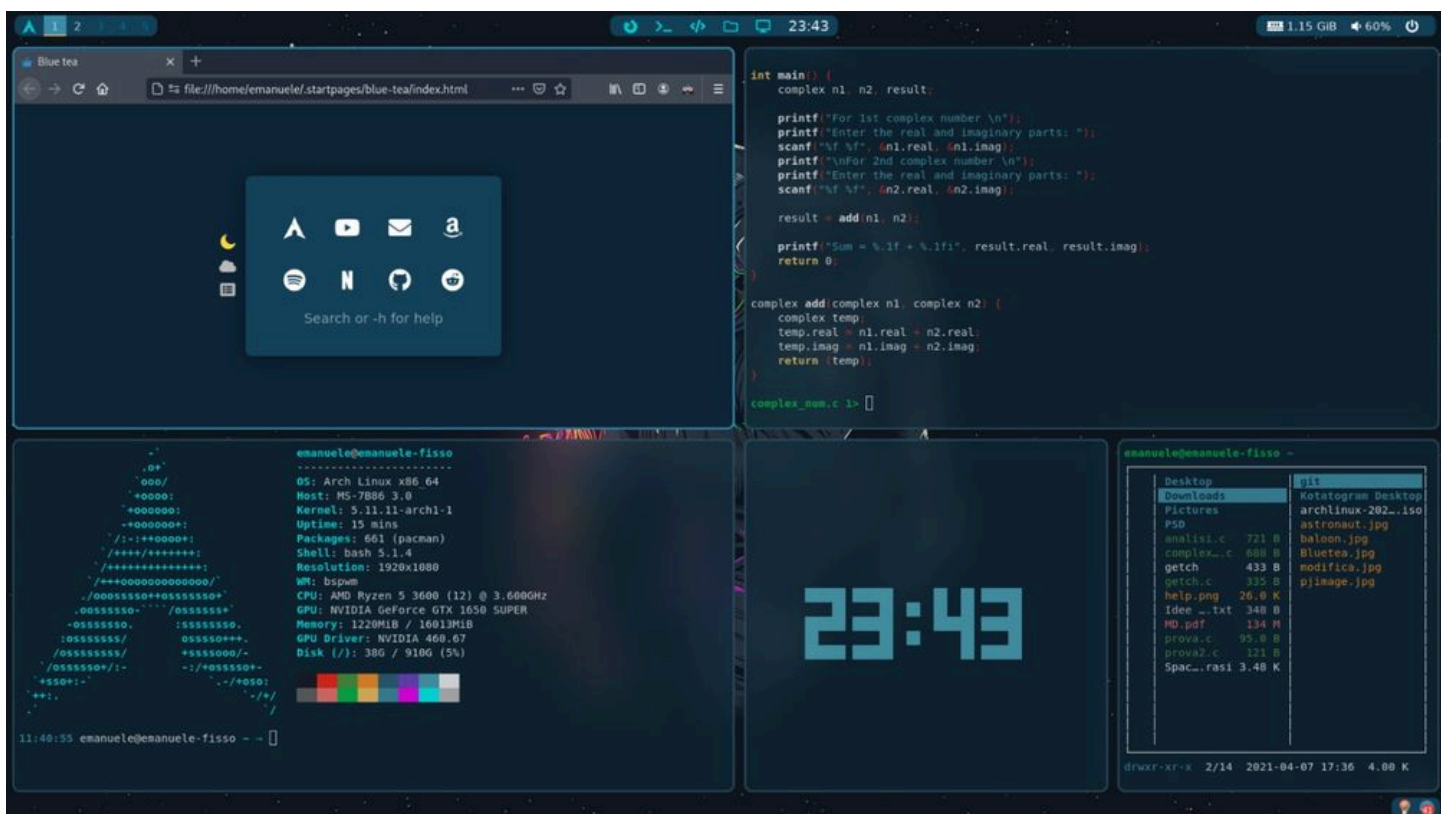 1 2 3 4 5
23:43
1.15 GiB 60%
Blue tea
file:///home/emanuele/.startpages/blue-tea/index.html
Search or -h for help
int main() {
complex n1, n2, result;
printf("For 1st complex number \n");
printf("Enter the real and imaginary parts: ");
scanf("%f %f", &n1.real, &n1.imag);
printf("\nFor 2nd complex number \n");
printf("Enter the real and imaginary parts: ");
scanf("%f %f", &n2.real, &n2.imag);
result = add(n1, n2);
printf("Sum = %.1f + %.1fi", result.real, result.imag);
return 0;
}
complex add(complex n1, complex n2) {
complex temp;
temp.real = n1.real + n2.real;
temp.imag = n1.imag + n2.imag;
return (temp);
}
complex_num.c 1>
emanuele@emanuele-fisso
-----------------------
OS: Arch Linux x86_64
Host: MS-7B86 3.0
Kernel: 5.11.11-arch1-1
Uptime: 15 mins
Packages: 661 (pacman)
Shell: bash 5.1.4
Resolution: 1920x1080
WM: bspwm
CPU: AMD Ryzen 5 3600 (12) @ 3.600GHz
GPU: NVIDIA GeForce GTX 1650 SUPER
Memory: 1220MiB / 16013MiB
GPU Driver: NVIDIA 460.67
Disk (/): 38G / 910G (5%)
11:40:55 emanuele@emanuele-fisso ~ →
23:43
emanuele@emanuele-fisso ~
Desktop git
Downloads Kotatogram Desktop
Pictures archlinux-202….iso
PSD astronaut.jpg
analisi.c 721 B baloon.jpg
complex….c 688 B Bluetea.jpg
getch 433 B modifica.jpg
getch.c 335 B pjimage.jpg
help.png 26.0 K
Idee ….txt 348 B
MD.pdf 134 M
prova.c 95.0 B
prova2.c 121 B
Spac….rasi 3.48 K
drwxr-xr-x 2/14 2021-04-07 17:36 4.00 K